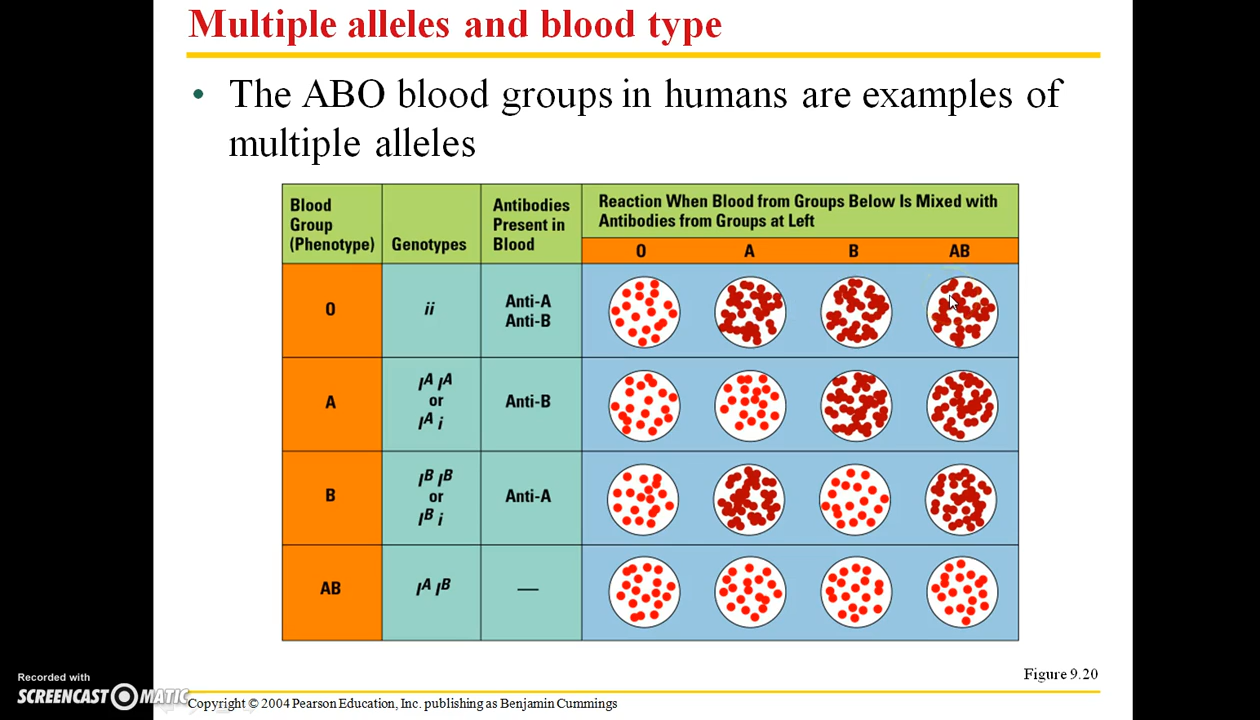 Multiple alleles and blood type
• The ABO blood groups in humans are examples of
multiple alleles
Blood
Group
(Phenotype)
Genotypes
Antibodies
Present in
Blood
Reaction When Blood from Groups Below Is Mixed with
Antibodies from Groups at Left
O A B AB
O
ii
Anti-A
Anti-B
A
I^A I^A
or
I^A i
Anti-B
B
I^B I^B
or
I^B i
Anti-A
AB
I^A I^B
—
Figure 9.20
Copyright © 2004 Pearson Education, Inc. publishing as Benjamin Cummings
Recorded with
SCREENCAST MATIC